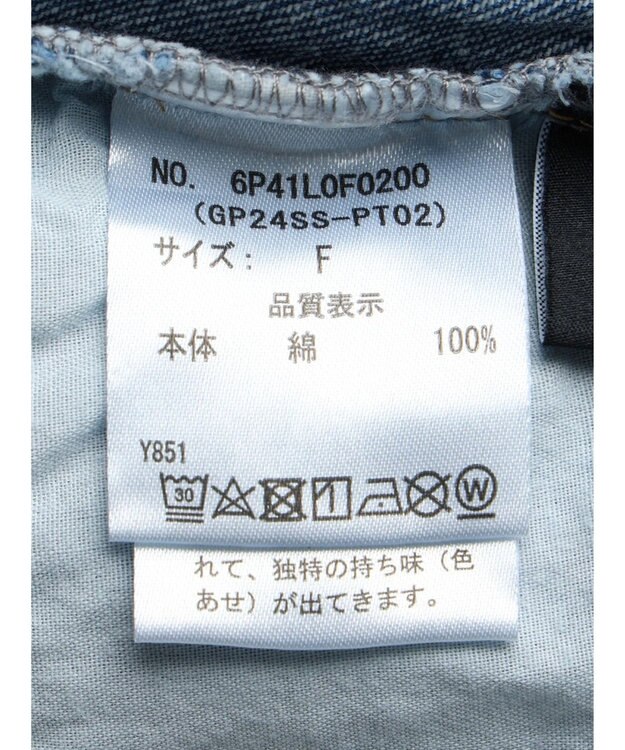 NO. 6P41L0F0200
(GP24SS-PT02)
サイズ: F
品質表示
本体 綿 100%
Y851
30 W
れて、独特の持ち味（色
あせ）が出てきます。